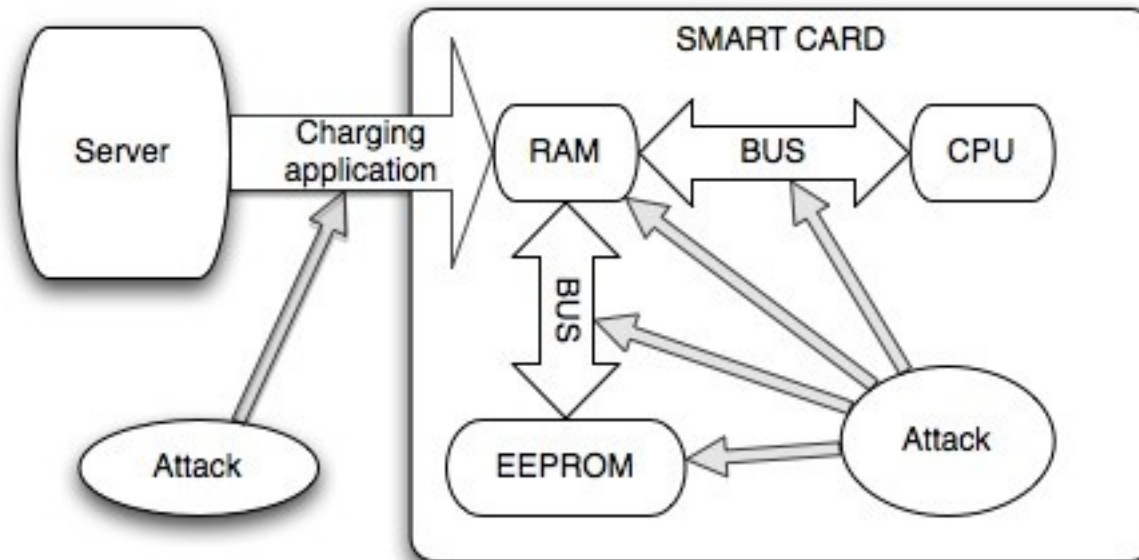 SMART CARD
Server
Charging
application
RAM
BUS
CPU
BUS
Attack
EEPROM
Attack